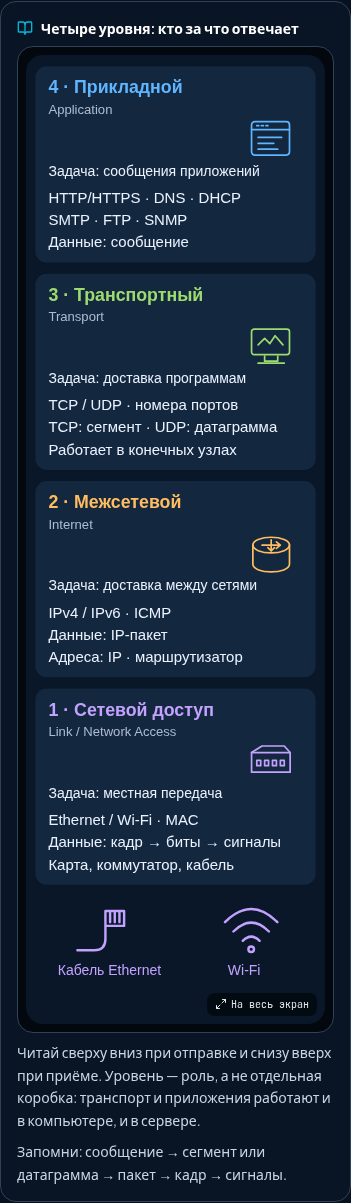 Четыре уровня: кто за что отвечает
4 · Прикладной
Application
Задача: сообщения приложений
HTTP/HTTPS · DNS · DHCP
SMTP · FTP · SNMP
Данные: сообщение
3 · Транспортный
Transport
Задача: доставка программам
TCP / UDP · номера портов
TCP: сегмент · UDP: датаграмма
Работает в конечных узлах
2 · Межсетевой
Internet
Задача: доставка между сетями
IPv4 / IPv6 · ICMP
Данные: IP-пакет
Адреса: IP · маршрутизатор
1 · Сетевой доступ
Link / Network Access
Задача: местная передача
Ethernet / Wi-Fi · MAC
Данные: кадр → биты → сигналы
Карта, коммутатор, кабель
Кабель Ethernet Wi-Fi
На весь экран
Читай сверху вниз при отправке и снизу вверх
при приёме. Уровень — роль, а не отдельная
коробка: транспорт и приложения работают и
в компьютере, и в сервере.
Запомни: сообщение → сегмент или
датаграмма → пакет → кадр → сигналы.